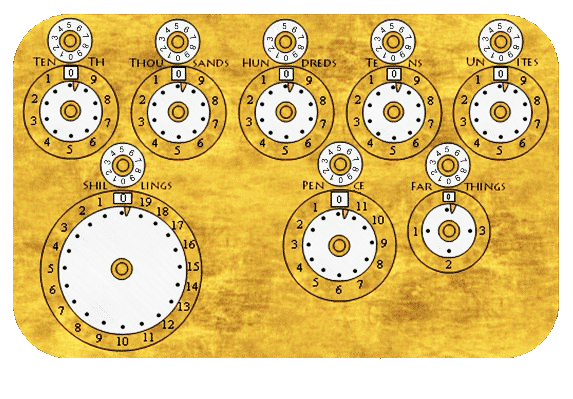 4 5 6 7 8 9 0 1 2 3 4 5 6 7 8 9 0 1 2 3 4 5 6 7 8 9 0 1 2 3 4 5 6 7 8 9 0 1 2 3 4 5 6 7 8 9 0 1 2 3
TEN TH THOU SANDS HUN DREDS TE NS UN ITES
1 0 9 1 0 9 1 0 9 1 0 9 1 0 9
2 8 2 8 2 8 2 8 2 8
3 7 3 7 3 7 3 7 3 7
4 5 6 4 5 6 4 5 6 4 5 6 4 5 6
4 5 6 7 8 9 0 1 2 3 4 5 6 7 8 9 0 1 2 3 4 5 6 7 8 9 0 1 2 3
SHIL LINGS PEN CE FAR THINGS
0 19 18 17 16 15 14 13 12 11 10 9 8 7 6 5 4 3 2 1
0 11 10 9 8 7 6 5 4 3 2 1
0 3 2 1